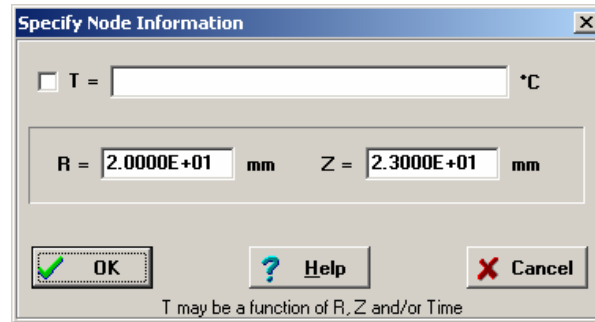 Specify Node Information
T = °C
R = 2.0000E+01 mm Z = 2.3000E+01 mm
OK ? Help Cancel
T may be a function of R, Z and/or Time